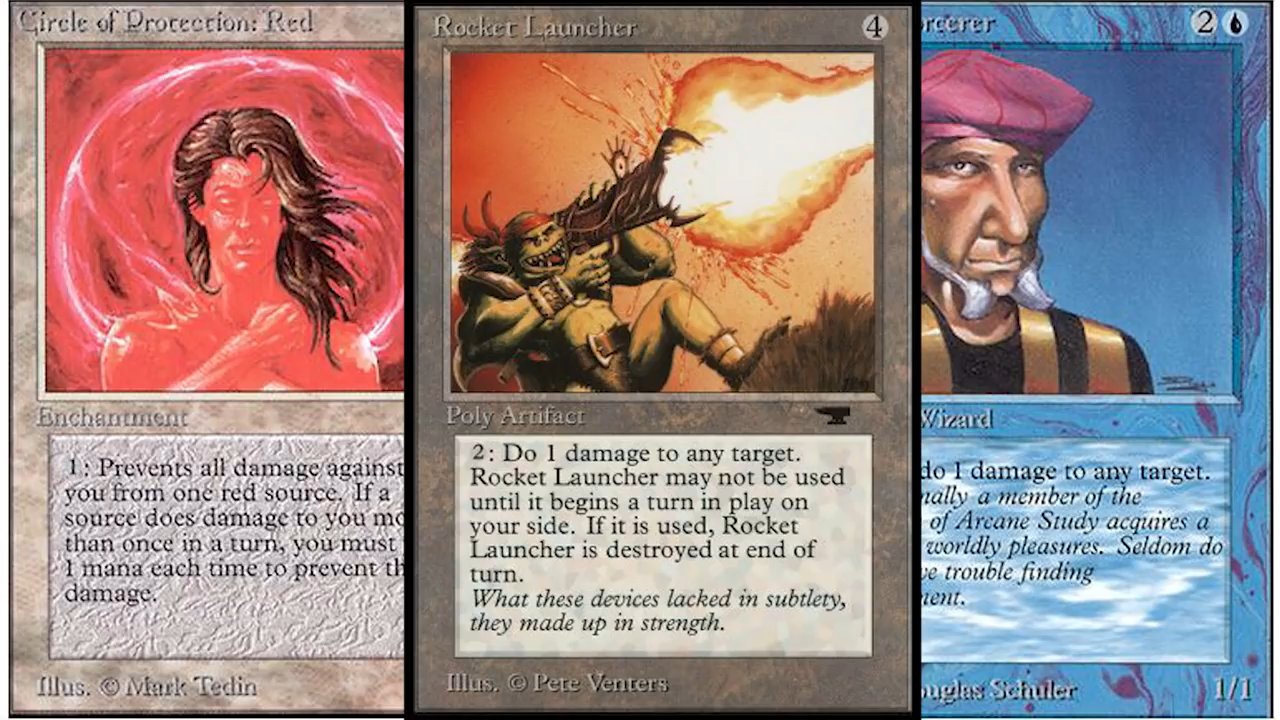 Circle of Protection: Red
Enchantment
1: Prevents all damage against
you from one red source. If a
source does damage to you mo
than once in a turn, you must
1 mana each time to prevent th
damage.
Illus. © Mark Tedin
Rocket Launcher 4
Poly Artifact
2: Do 1 damage to any target.
Rocket Launcher may not be used
until it begins a turn in play on
your side. If it is used, Rocket
Launcher is destroyed at end of
turn.
What these devices lacked in subtlety,
they made up in strength.
Illus. © Pete Venters
orcerer 2
Wizard
do 1 damage to any target.
nally a member of the
of Arcane Study acquires a
worldly pleasures. Seldom do
ve trouble finding
ment.
ouglas Schuler 1/1